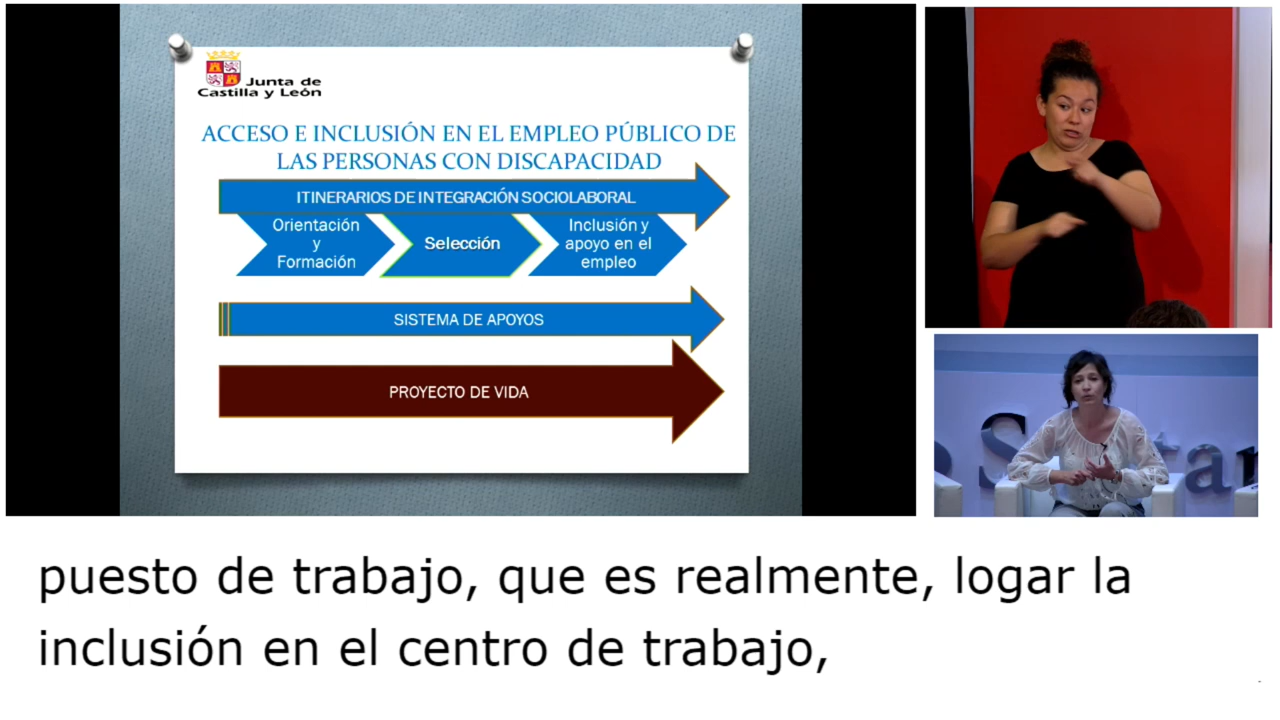 Junta de
Castilla y León
ACCESO E INCLUSIÓN EN EL EMPLEO PÚBLICO DE
LAS PERSONAS CON DISCAPACIDAD
ITINERARIOS DE INTEGRACIÓN SOCIOLABORAL
Orientación
y
Formación
Selección
Inclusión y
apoyo en el
empleo
SISTEMA DE APOYOS
PROYECTO DE VIDA
puesto de trabajo, que es realmente, logar la
inclusión en el centro de trabajo,